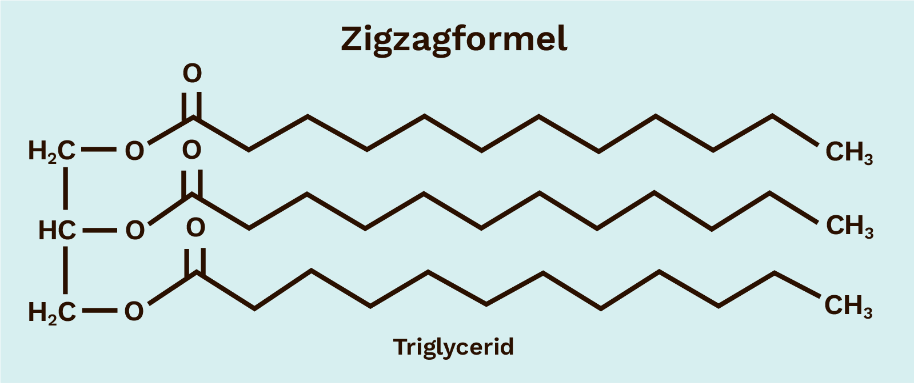 Zigzagformel
O
H₂C O CH₃
O
HC O CH₃
O
H₂C O CH₃
Triglycerid